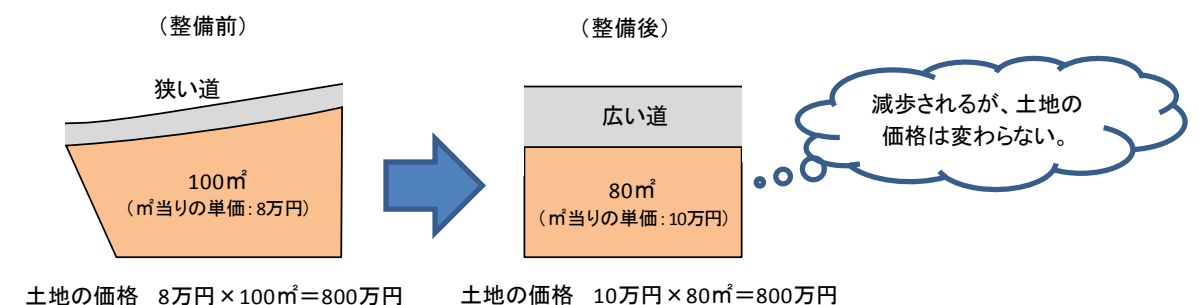 （整備前）
（整備後）
狭い道
広い道
減歩されるが、土地の
価格は変わらない。
100㎡
（㎡当りの単価：8万円）
80㎡
（㎡当りの単価：10万円）
土地の価格　8万円×100㎡＝800万円
土地の価格　10万円×80㎡＝800万円